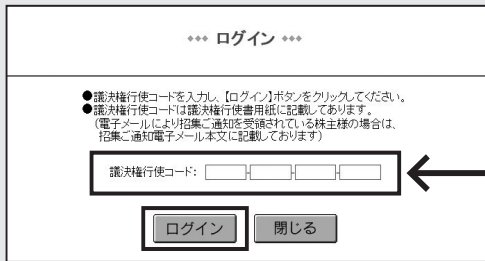 *** ログイン ***
●議決権行使コードを入力し、【ログイン】ボタンをクリックしてください。
●議決権行使コードは議決権行使書用紙に記載してあります。
(電子メールにより招集ご通知を受領されている株主様の場合は、
招集ご通知電子メール本文に記載しております)
議決権行使コード: - - -
ログイン 閉じる